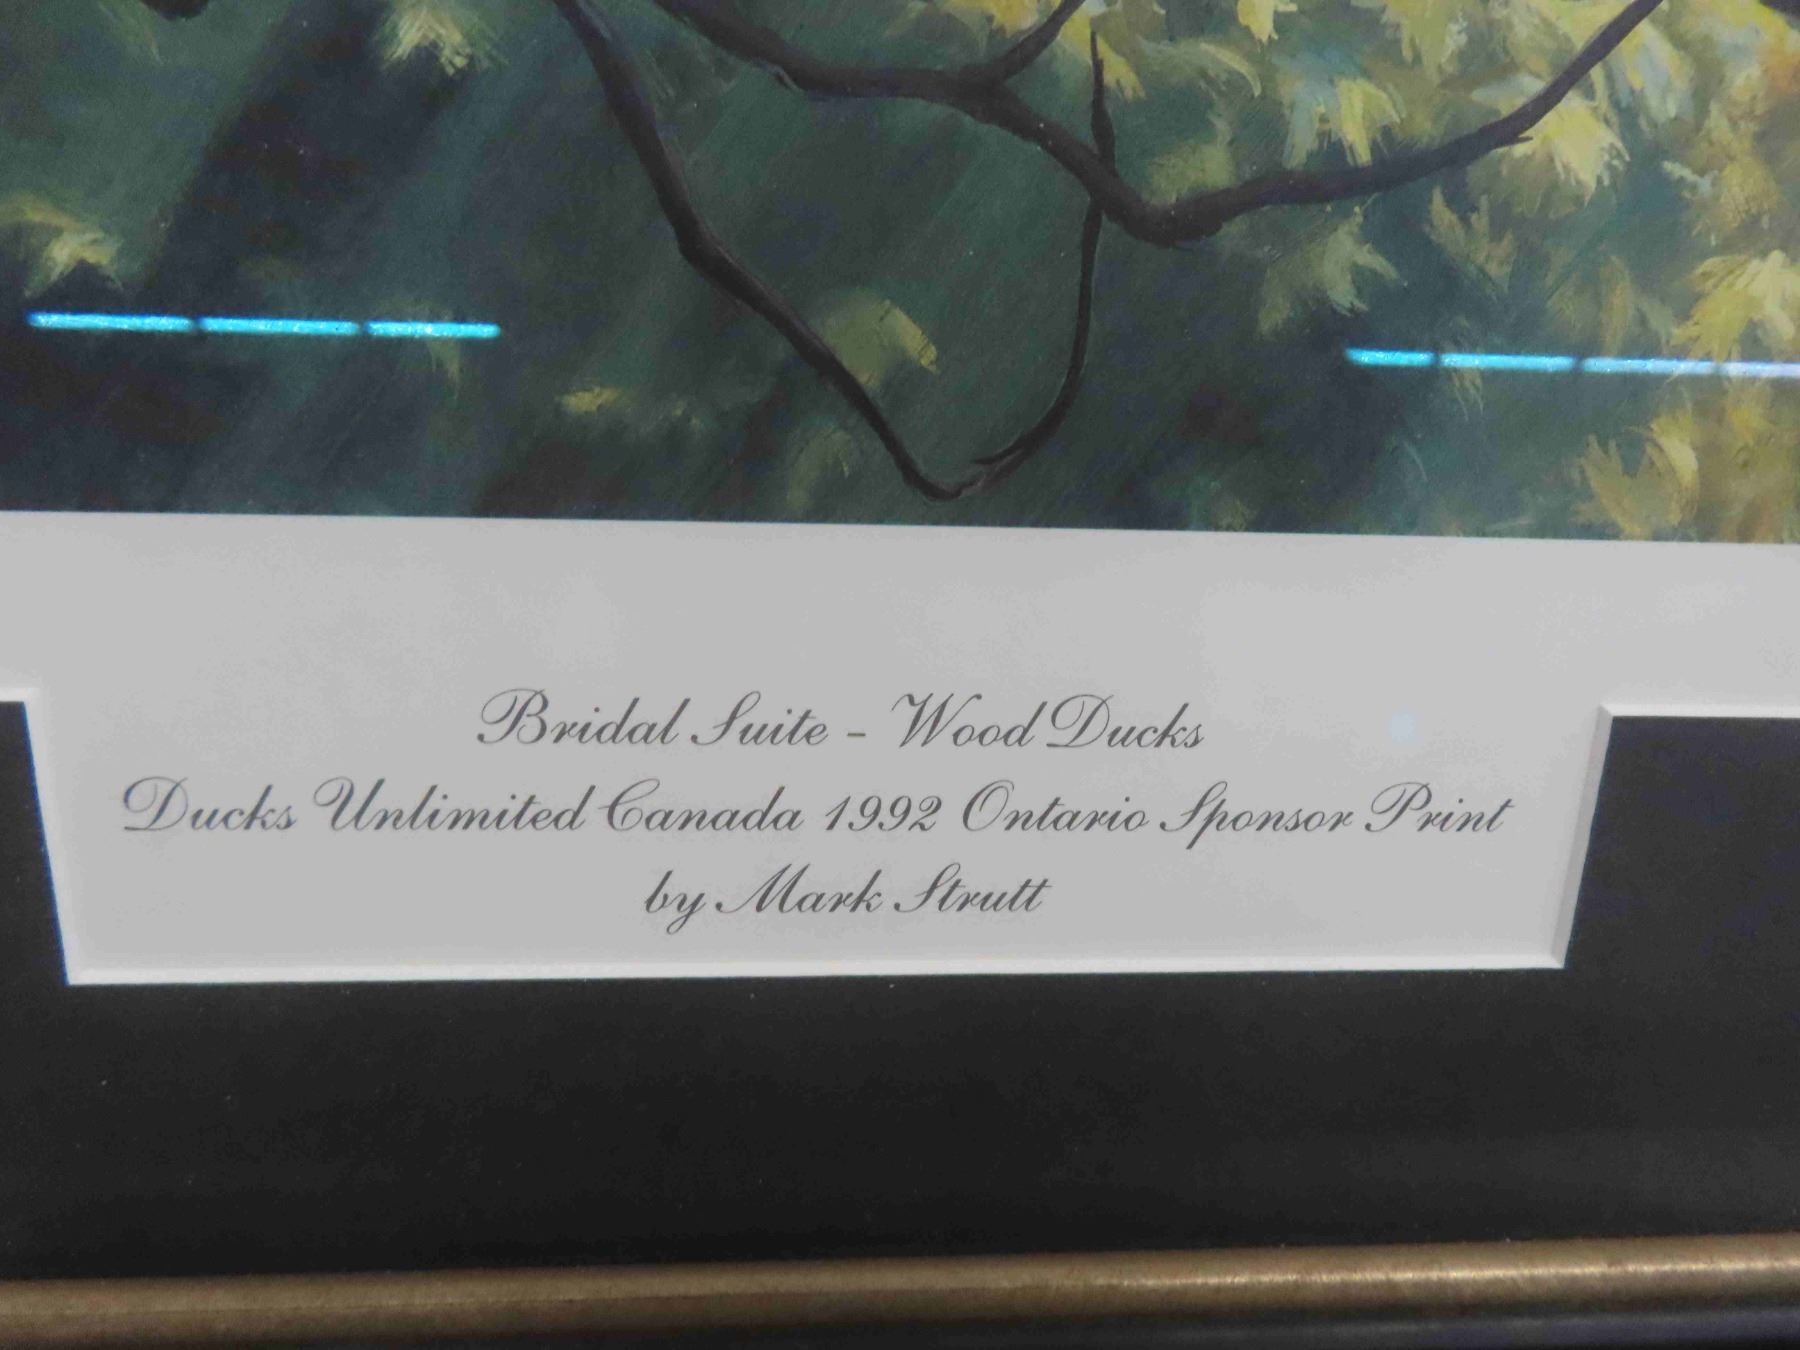 Bridal Suite - Wood Ducks
Ducks Unlimited Canada 1992 Ontario Sponsor Print
by Mark Strutt